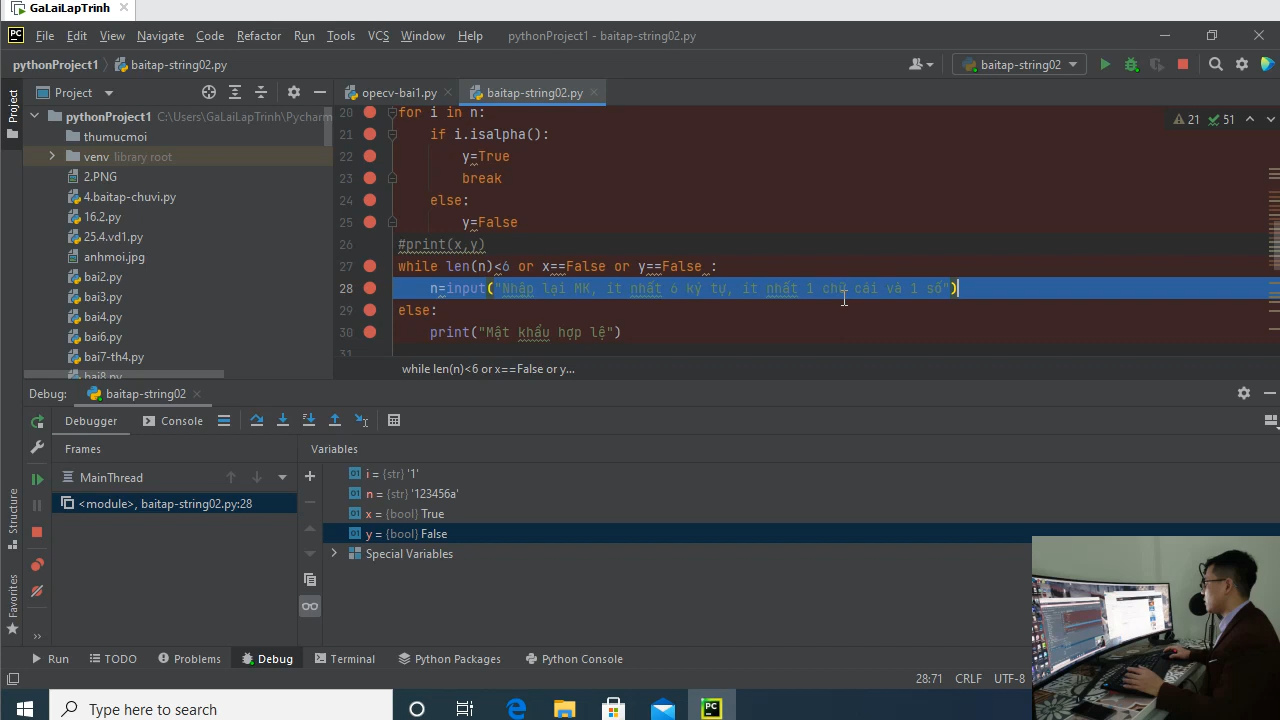 GaLaiLapTrinh
File Edit View Navigate Code Refactor Run Tools VCS Window Help pythonProject1 - baitap-string02.py
pythonProject1 baitap-string02.py baitap-string02
Project
Project
opecv-bai1.py
baitap-string02.py
pythonProject1 C:\Users\GaLaiLapTrinh\Pycharm
thumucmoi
venv library root
2.PNG
4.baitap-chuvi.py
16.2.py
25.4.vd1.py
anhmoi.jpg
bai2.py
bai3.py
bai4.py
bai6.py
bai7-th4.py
bai8.py
21 51
20 for i in n:
21 if i.isalpha():
22 y=True
23 break
24 else:
25 y=False
26 #print(x,y)
27 while len(n)<6 or x==False or y==False :
28 n=input("Nhập lại MK, ít nhất 6 ký tự, ít nhất 1 chữ cái và 1 số")
29 else:
30 print("Mật khẩu hợp lệ")
31
while len(n)<6 or x==False or y...
Debug: baitap-string02
Debugger Console
Frames Variables
MainThread
<module>, baitap-string02.py:28
i = {str} '1'
n = {str} '123456a'
x = {bool} True
y = {bool} False
Special Variables
Structure
Favorites
Run TODO Problems Debug Terminal Python Packages Python Console
28:71 CRLF UTF-8
Type here to search